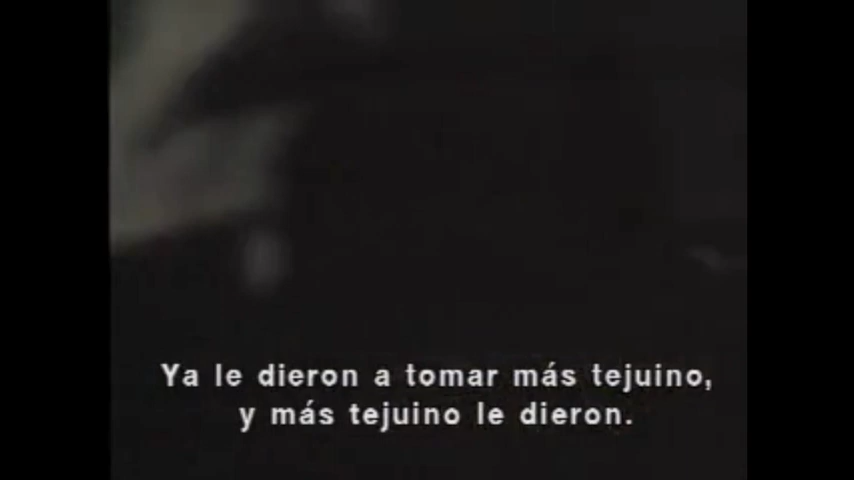 Ya le dieron a tomar más tejuino,
y más tejuino le dieron.